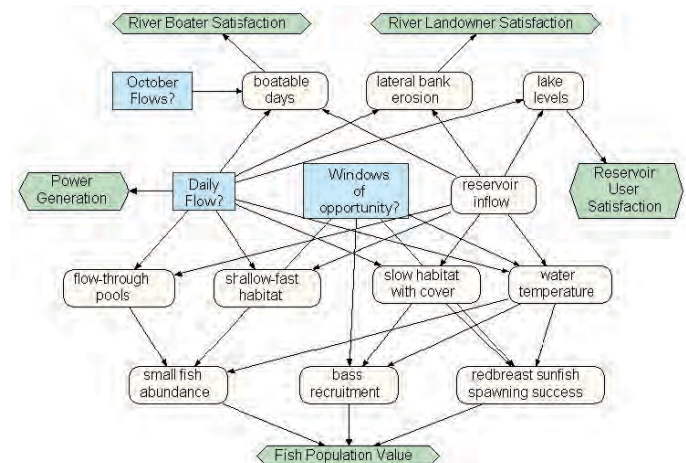 River Boater Satisfaction
River Landowner Satisfaction
October
Flows?
boatable
days
lateral bank
erosion
lake
levels
Power
Generation
Daily
Flow?
Windows
of
opportunity?
reservoir
inflow
Reservoir
User
Satisfaction
flow-through
pools
shallow-fast
habitat
slow habitat
with cover
water
temperature
small fish
abundance
bass
recruitment
redbreast sunfish
spawning success
Fish Population Value